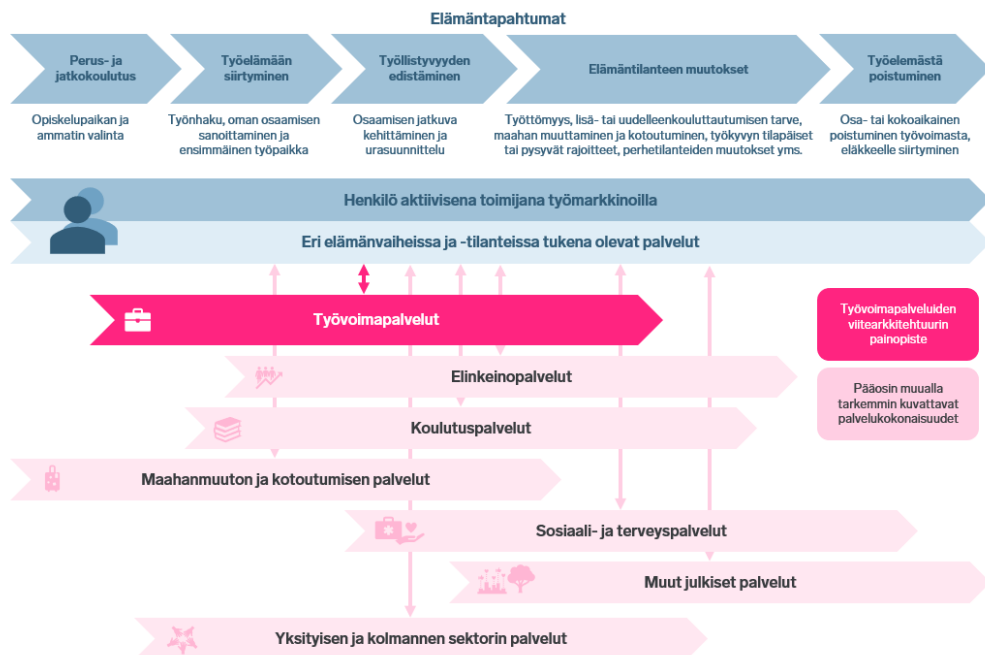 Elämäntapahtumat
Perus- ja
jatkokoulutus
Työelämään
siirtyminen
Työllistyvyyden
edistäminen
Elämäntilanteen muutokset
Työelemästä
poistuminen
Opiskelupaikan ja
ammatin valinta
Työnhaku, oman osaamisen
sanoittaminen ja
ensimmäinen työpaikka
Osaamisen jatkuva
kehittäminen ja
urasuunnittelu
Työttömyys, lisä- tai uudelleenkouluttautumisen tarve,
maahan muuttaminen ja kotoutuminen, työkyvyn tilapäiset
tai pysyvät rajoitteet, perhetilanteiden muutokset yms.
Osa- tai kokoaikainen
poistuminen työvoimasta,
eläkkeelle siirtyminen
Henkilö aktiivisena toimijana työmarkkinoilla
Eri elämänvaiheissa ja -tilanteissa tukena olevat palvelut
Työvoimapalvelut
Työvoimapalveluiden
viitearkkitehtuurin
painopiste
Elinkeinopalvelut
Pääosin muualla
tarkemmin kuvattavat
palvelukokonaisuudet
Koulutuspalvelut
Maahanmuuton ja kotoutumisen palvelut
Sosiaali- ja terveyspalvelut
Muut julkiset palvelut
Yksityisen ja kolmannen sektorin palvelut